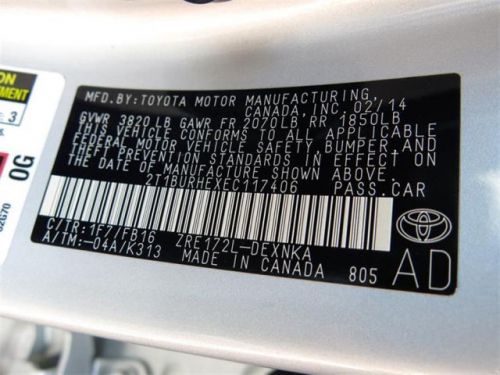 MFD.BY:TOYOTA MOTOR MANUFACTURING,
CANADA, INC. 02/14
GVWR 3820LB GAWR FR 2070LB RR 1850LB
THIS VEHICLE CONFORMS TO ALL APPLICABLE
FEDERAL MOTOR VEHICLE SAFETY, BUMPER, AND
THEFT PREVENTION STANDARDS IN EFFECT ON
THE DATE OF MANUFACTURE SHOWN ABOVE.
2T1BURHEXEC117406 PASS.CAR
C/TR:1F7/FB16 ZRE172L-DEXNKA
A/TM:-04A/K313 MADE IN CANADA 805
AD
3
OG